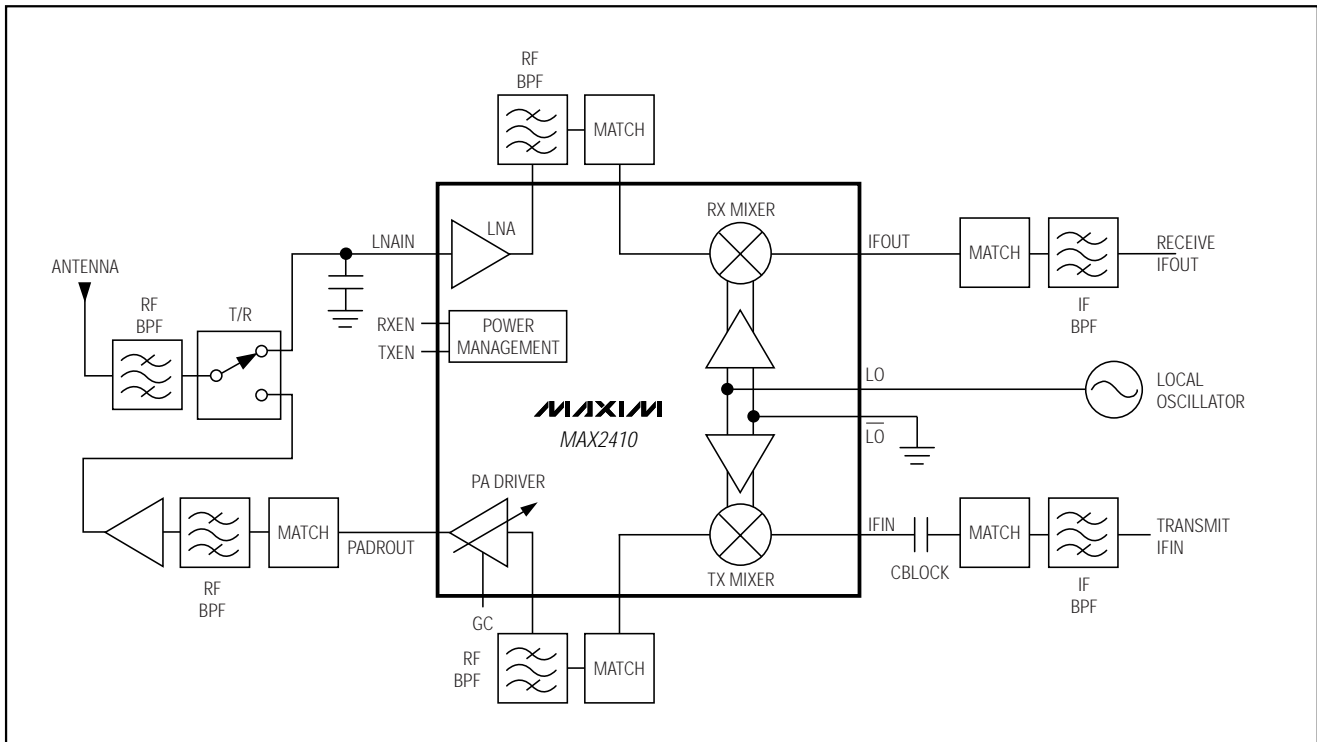 RF
BPF
MATCH
RX MIXER
LNA
LNAIN
IFOUT
MATCH
RECEIVE
IFOUT
IF
BPF
ANTENNA
RF
BPF
T/R
RXEN
TXEN
POWER
MANAGEMENT
LO
LOCAL
OSCILLATOR
MAXIM
MAX2410
LO
PA DRIVER
IFIN
MATCH
TRANSMIT
IFIN
MATCH
PADROUT
CBLOCK
TX MIXER
RF
BPF
IF
BPF
GC
RF
BPF
MATCH